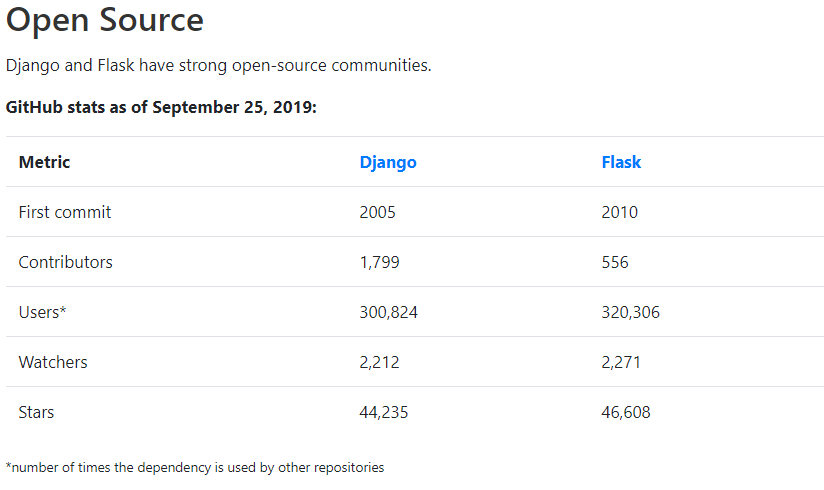 Open Source
Django and Flask have strong open-source communities.
GitHub stats as of September 25, 2019:
Metric Django Flask
First commit 2005 2010
Contributors 1,799 556
Users* 300,824 320,306
Watchers 2,212 2,271
Stars 44,235 46,608
*number of times the dependency is used by other repositories